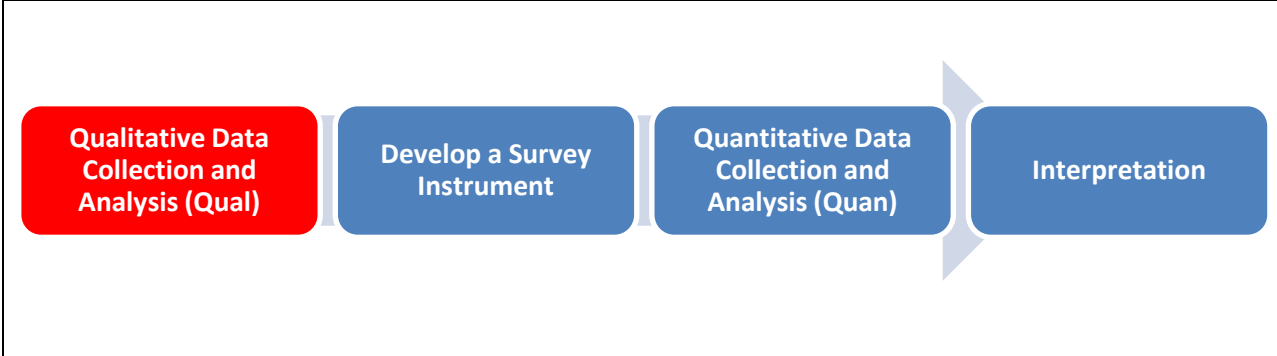 Qualitative Data
Collection and
Analysis (Qual)
Develop a Survey
Instrument
Quantitative Data
Collection and
Analysis (Quan)
Interpretation